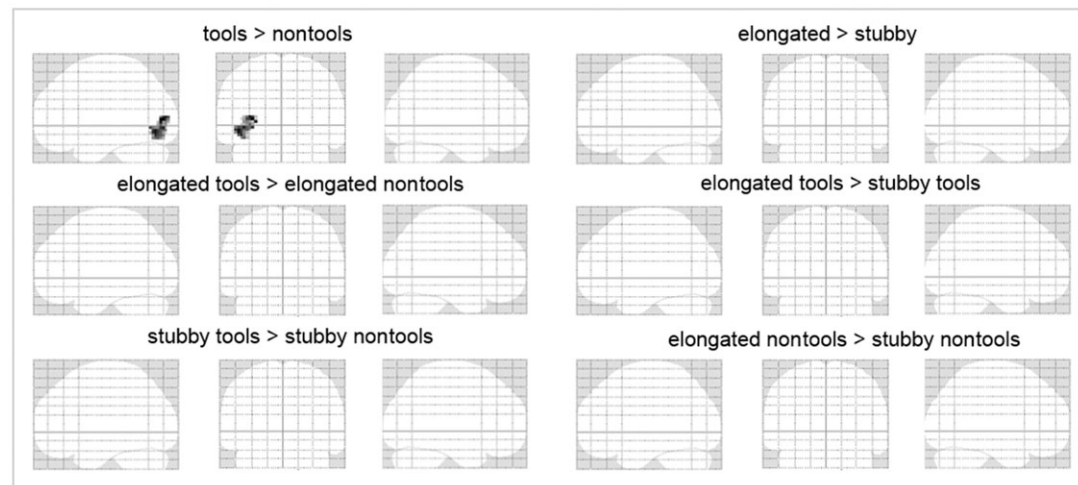 tools > nontools
elongated > stubby
elongated tools > elongated nontools
elongated tools > stubby tools
stubby tools > stubby nontools
elongated nontools > stubby nontools